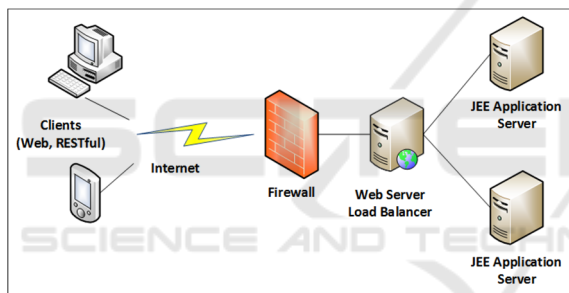 Clients
(Web, RESTful)
Internet
Firewall
Web Server
Load Balancer
JEE Application
Server
JEE Application
Server
SCIENCE AND TECHN